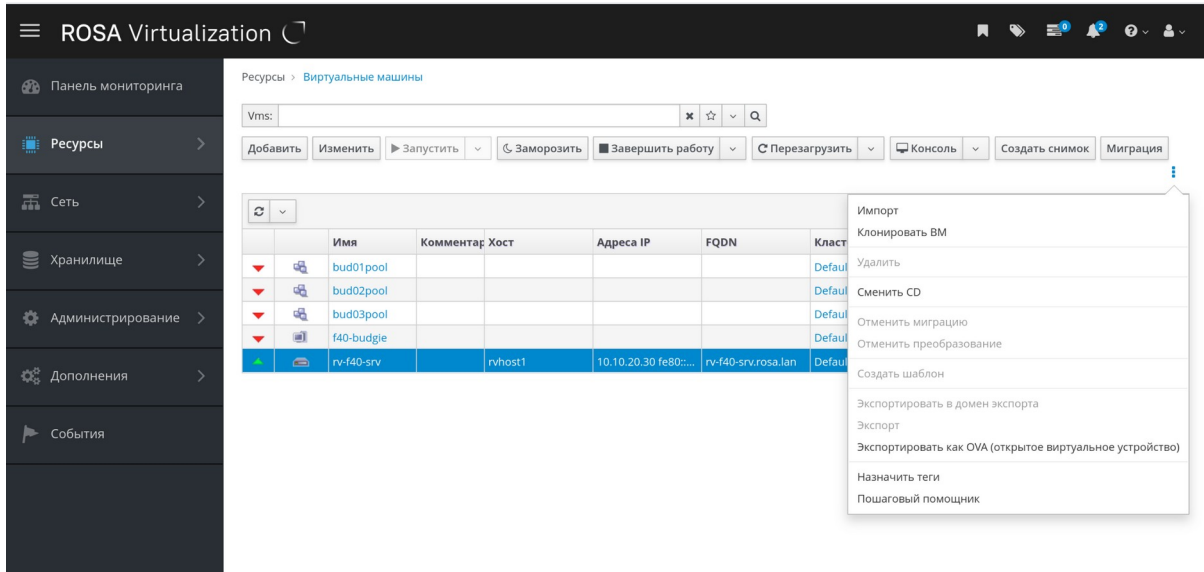 ROSA Virtualization
0
2
Панель мониторинга
Ресурсы
Сеть
Хранилище
Администрирование
Дополнения
События
Ресурсы > Виртуальные машины
Vms:
Добавить Изменить Запустить Заморозить Завершить работу Перезагрузить Консоль Создать снимок Миграция
Имя Комментар Хост Адреса IP FQDN Класт
bud01pool Defaul
bud02pool Defaul
bud03pool Defaul
f40-budgie Defaul
rv-f40-srv rvhost1 10.10.20.30 fe80::... rv-f40-srv.rosa.lan Defaul
Импорт
Клонировать ВМ
Удалить
Сменить CD
Отменить миграцию
Отменить преобразование
Создать шаблон
Экспортировать в домен экспорта
Экспорт
Экспортировать как OVA (открытое виртуальное устройство)
Назначить теги
Пошаговый помощник